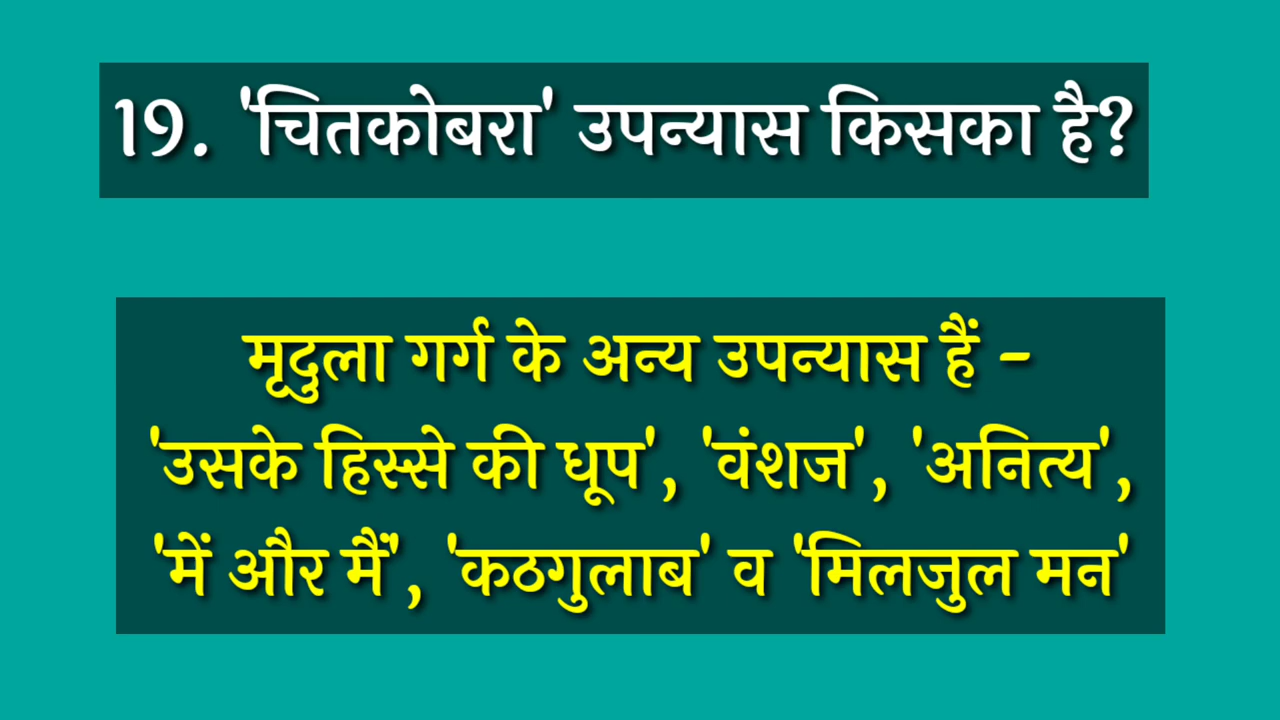 19. 'चितकोबरा' उपन्यास किसका है?
मृदुला गर्ग के अन्य उपन्यास हैं –
'उसके हिस्से की धूप', 'वंशज', 'अनित्य',
'में और मैं', 'कठगुलाब' व 'मिलजुल मन'